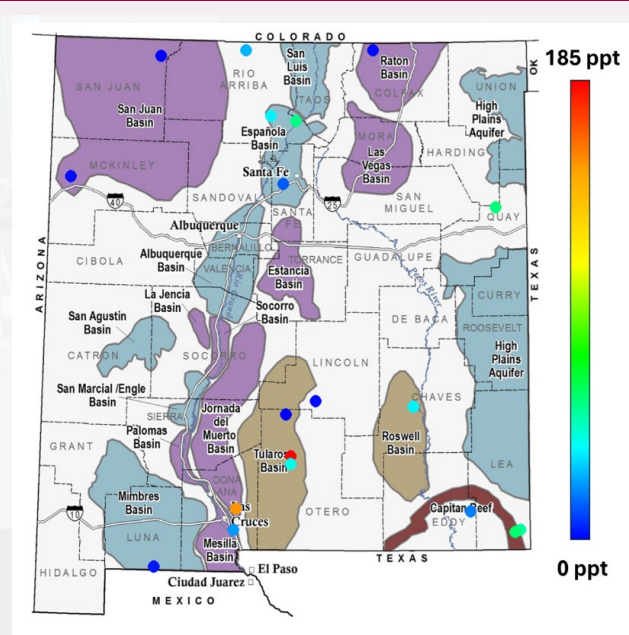 COLORADO
185 ppt
OK
SAN JUAN
San Juan
Basin
RIO
ARRIBA
San
Luis
Basin
TAOS
Raton
Basin
COLFAX
UNION
High
Plains
Aquifer
Española
Basin
MORA
Las
Vegas
Basin
HARDING
MCKINLEY
Santa Fe
SANDOVAL
SANTA
FE
25
SAN
MIGUEL
QUAY
40
Albuquerque
BERNALILLO
ARIZONA
CIBOLA
Albuquerque
Basin
VALENCIA
Rio Grande
TORRANCE
Estancia
Basin
GUADALUPE
Pecos River
TEXAS
CURRY
La Jencia
Basin
Socorro
Basin
DE BACA
ROOSEVELT
High
Plains
Aquifer
San Agustin
Basin
CATRON
SOCORRO
LINCOLN
San Marcial /Engle
Basin
SIERRA
Jornada
del
Muerto
Basin
CHAVES
Palomas
Basin
Roswell
Basin
GRANT
Tularosa
Basin
LEA
Mimbres
Basin
DONA
ANA
Las
Cruces
OTERO
Capitan Reef
EDDY
10
LUNA
Mesilla
Basin
TEXAS
HIDALGO
El Paso
Ciudad Juarez
MEXICO
0 ppt